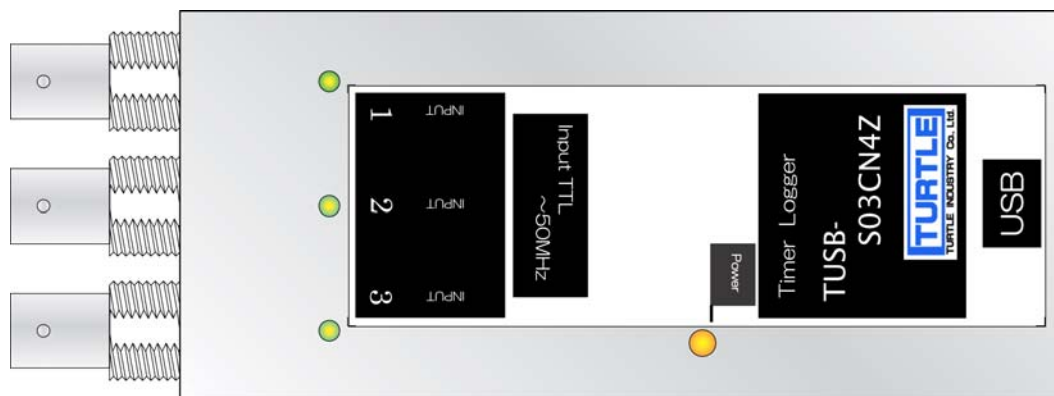 TURTLE
TURTLE INDUSTRY Co., Ltd.
Timer Logger
TUSB-
S03CN4Z
USB
Power
Input TTL
~50MHz
1 INPUT
2 INPUT
3 INPUT